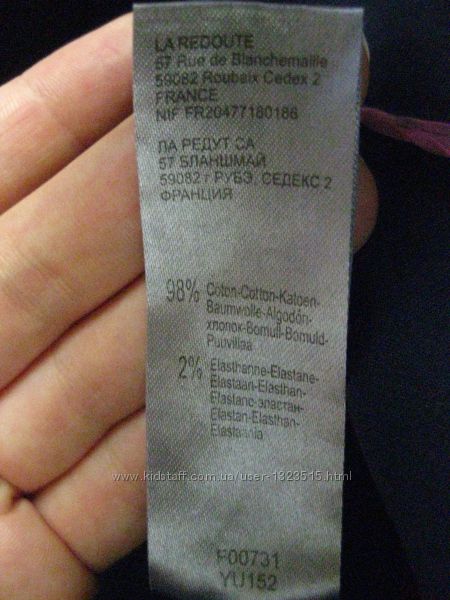 LA REDOUTE
57 Rue de Blanchemaille
59082 Roubaix Cedex 2
FRANCE
NIF FR20477180186
ЛА РЕДУТ СА
57 БЛАНШМАЙ
59082 г РУБЭ, СЕДЕКС 2
ФРАНЦИЯ
98% Coton-Cotton-Katoen-
Baumwolle-Algodón-
хлопок-Bomull-Bomuld-
Puuvillaa
2% Elasthanne-Elastane-
Elastaan-Elasthan-
Elastano-эластан-
Elastan-Elasthan-
Elastaania
www.kidstaff.com.ua/user-1323515.html
F00731
YU152